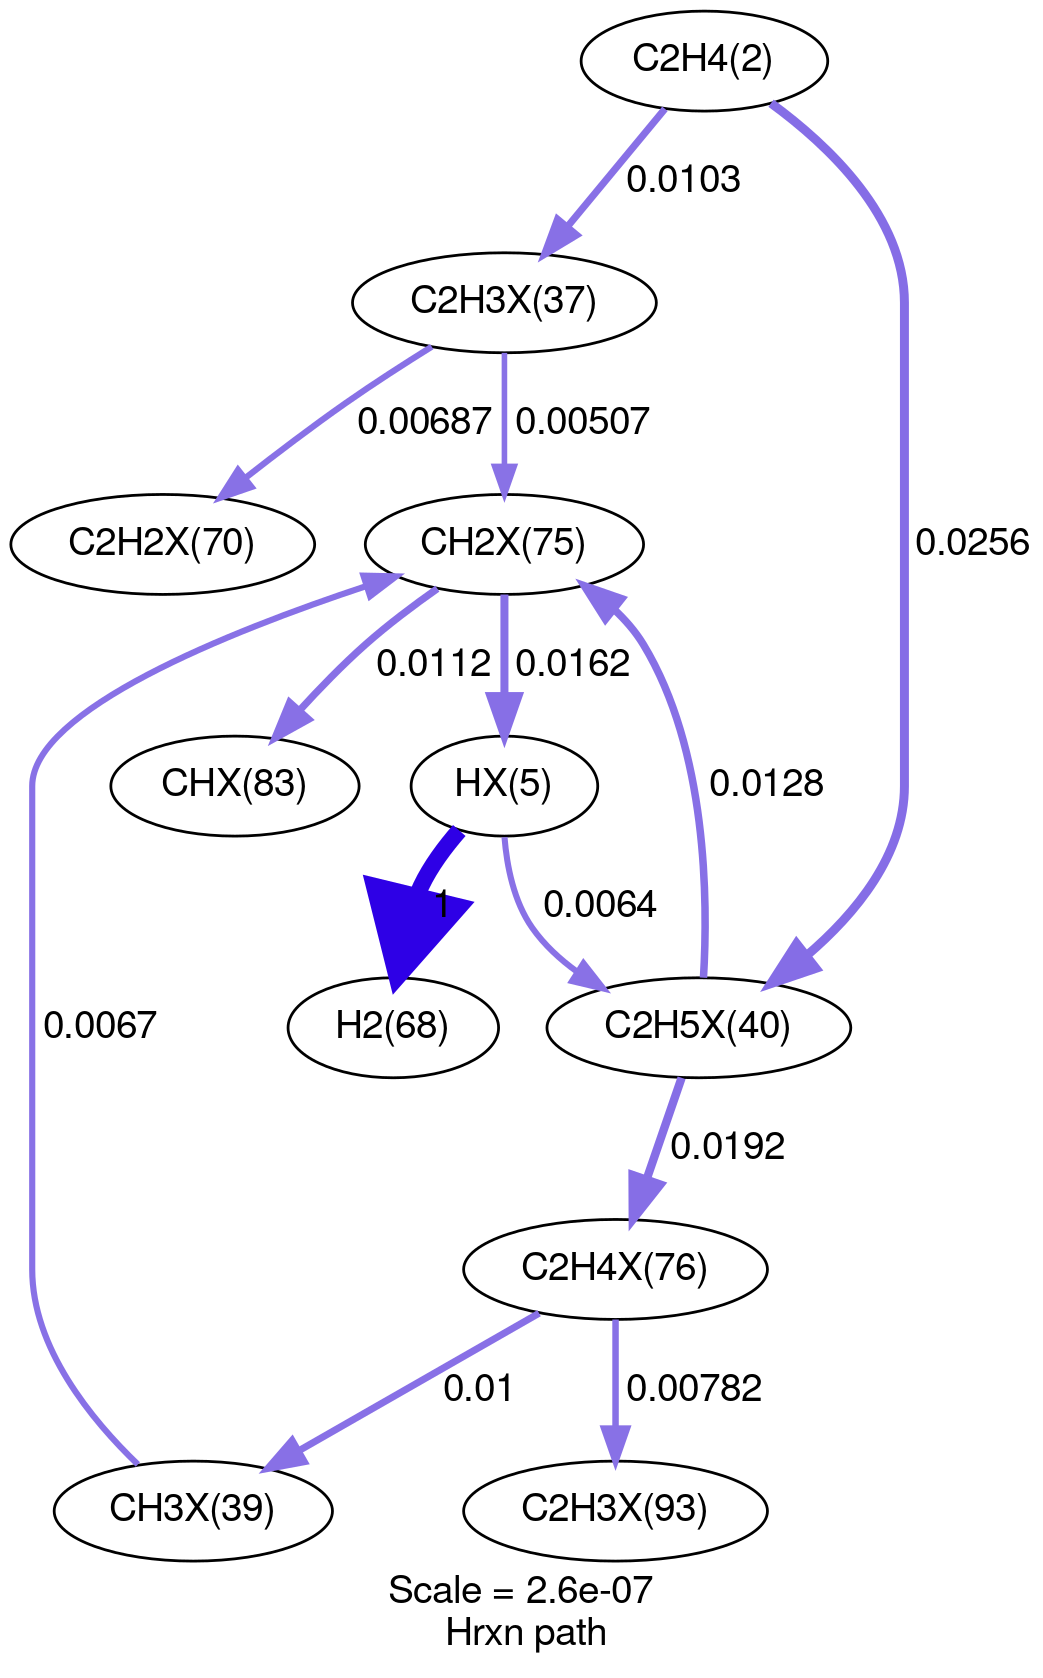 C2H4(2)
0.0103
C2H3X(37)
0.00687
0.00507
C2H2X(70)
CH2X(75)
0.0256
0.0112
0.0162
CHX(83)
HX(5)
0.0128
1
0.0064
0.0067
H2(68)
C2H5X(40)
0.0192
C2H4X(76)
0.01
0.00782
CH3X(39)
C2H3X(93)
Scale = 2.6e-07
Hrxn path